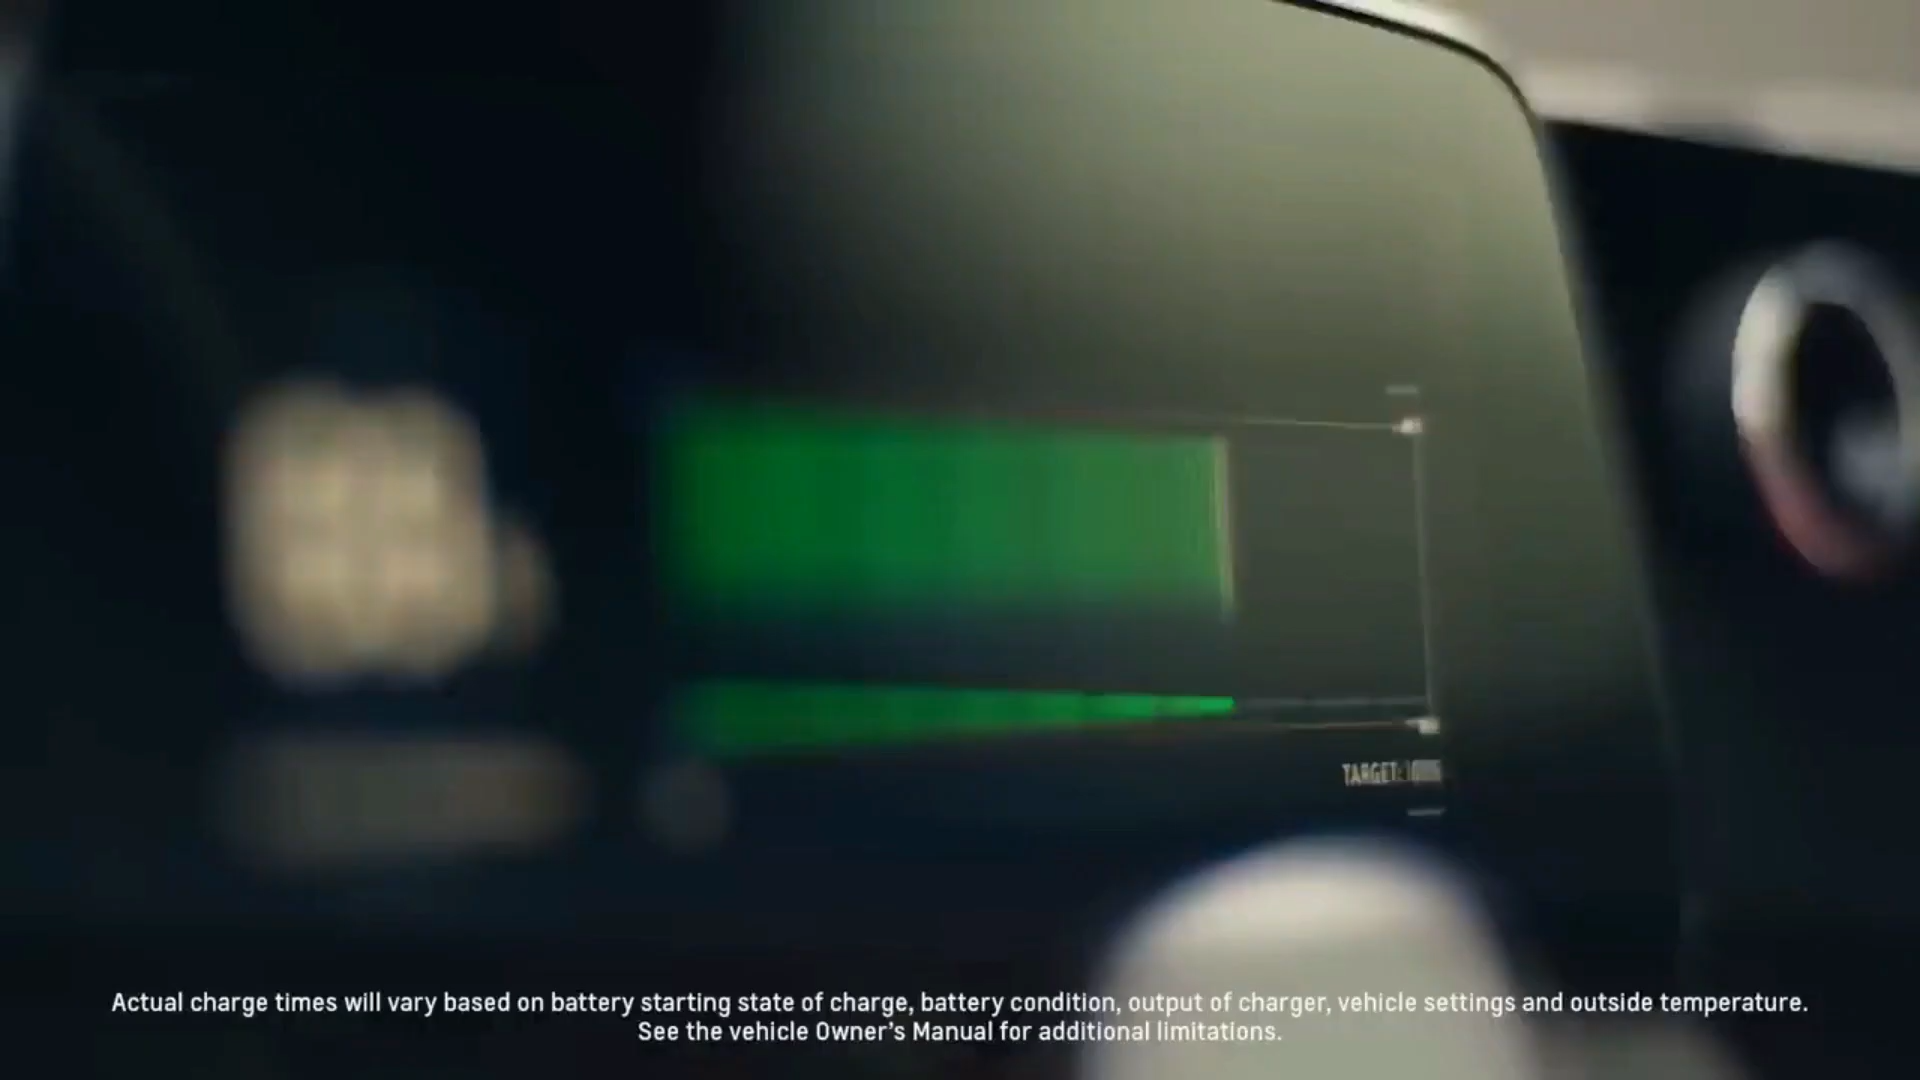 TARGET:
Actual charge times will vary based on battery starting state of charge, battery condition, output of charger, vehicle settings and outside temperature.
See the vehicle Owner's Manual for additional limitations.